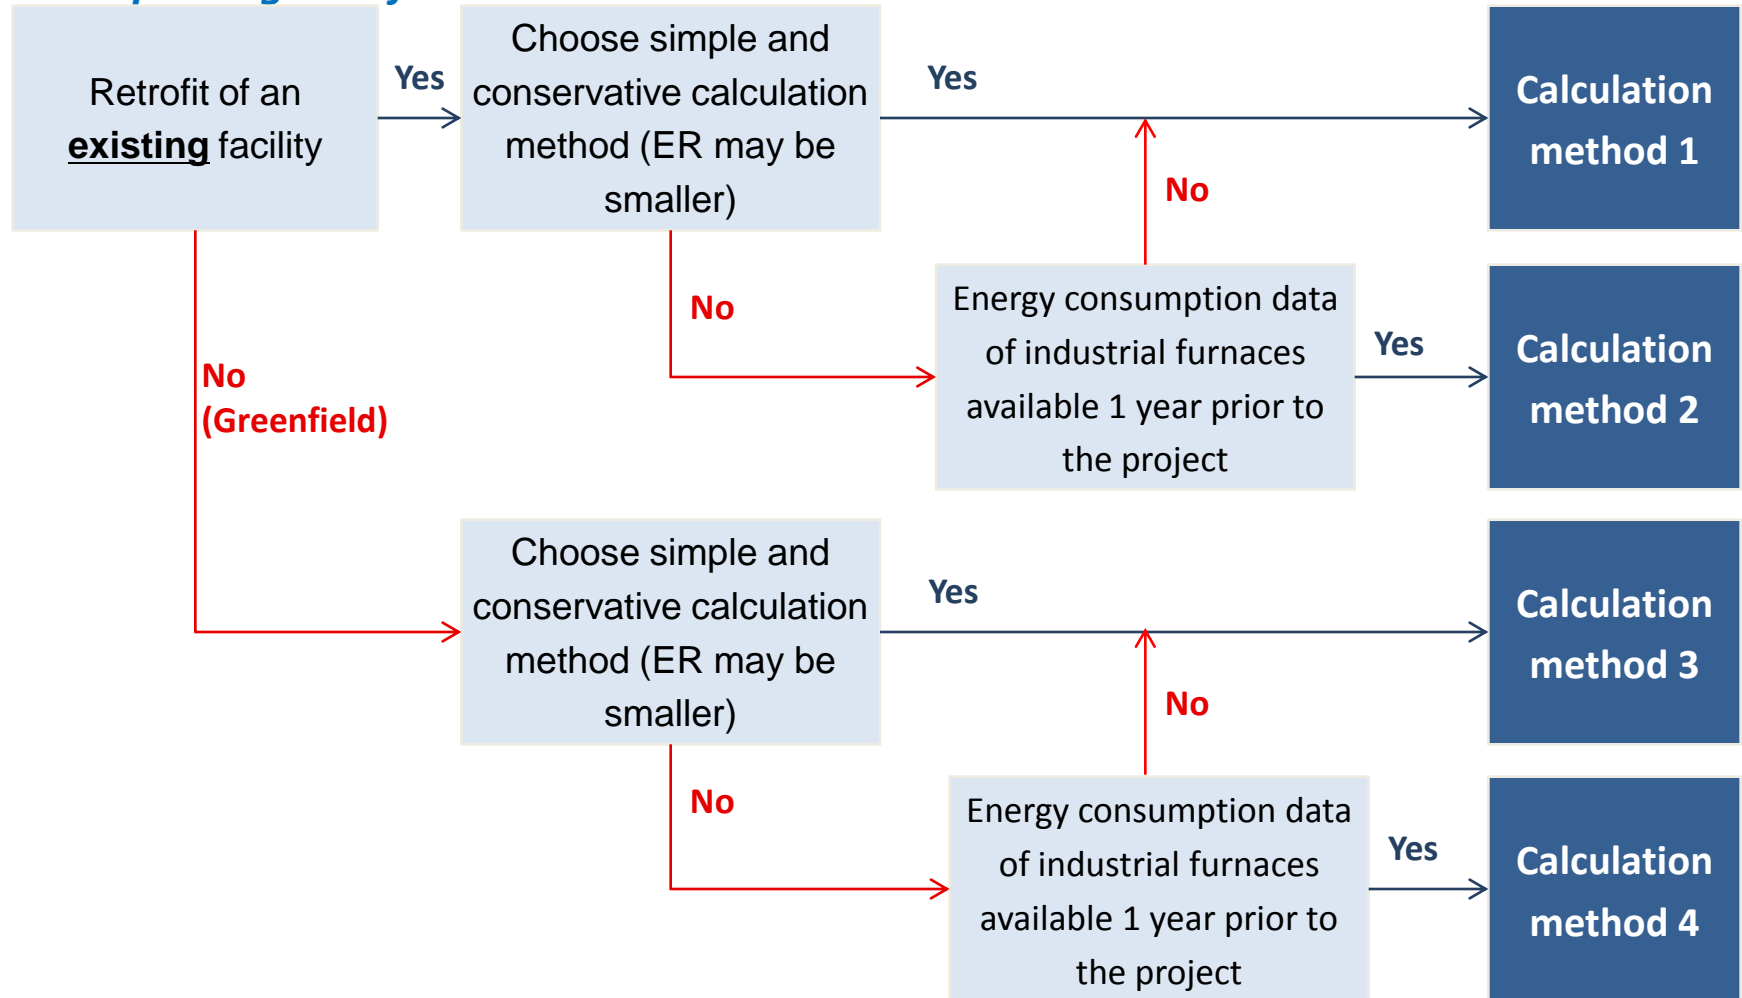 Retrofit of an
existing facility
Yes
Choose simple and
conservative calculation
method (ER may be
smaller)
Yes
Calculation
method 1
No
No
Energy consumption data
of industrial furnaces
available 1 year prior to
the project
Yes
Calculation
method 2
No
(Greenfield)
Choose simple and
conservative calculation
method (ER may be
smaller)
Yes
Calculation
method 3
No
No
Energy consumption data
of industrial furnaces
available 1 year prior to
the project
Yes
Calculation
method 4